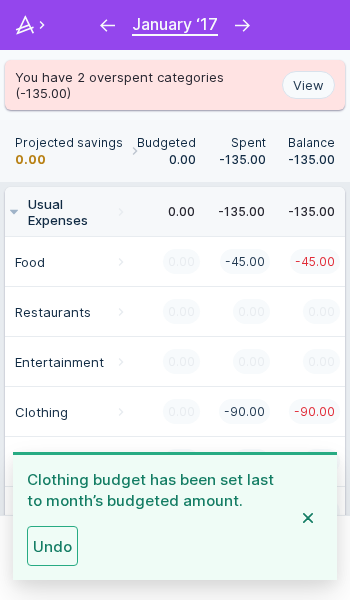 January ‘17
You have 2 overspent categories
(-135.00)
View
Projected savings Budgeted Spent Balance
0.00 0.00 -135.00 -135.00
Usual
Expenses
0.00 -135.00 -135.00
Food 0.00 -45.00 -45.00
Restaurants 0.00 0.00 0.00
Entertainment 0.00 0.00 0.00
Clothing 0.00 -90.00 -90.00
Clothing budget has been set last
to month’s budgeted amount.
Undo